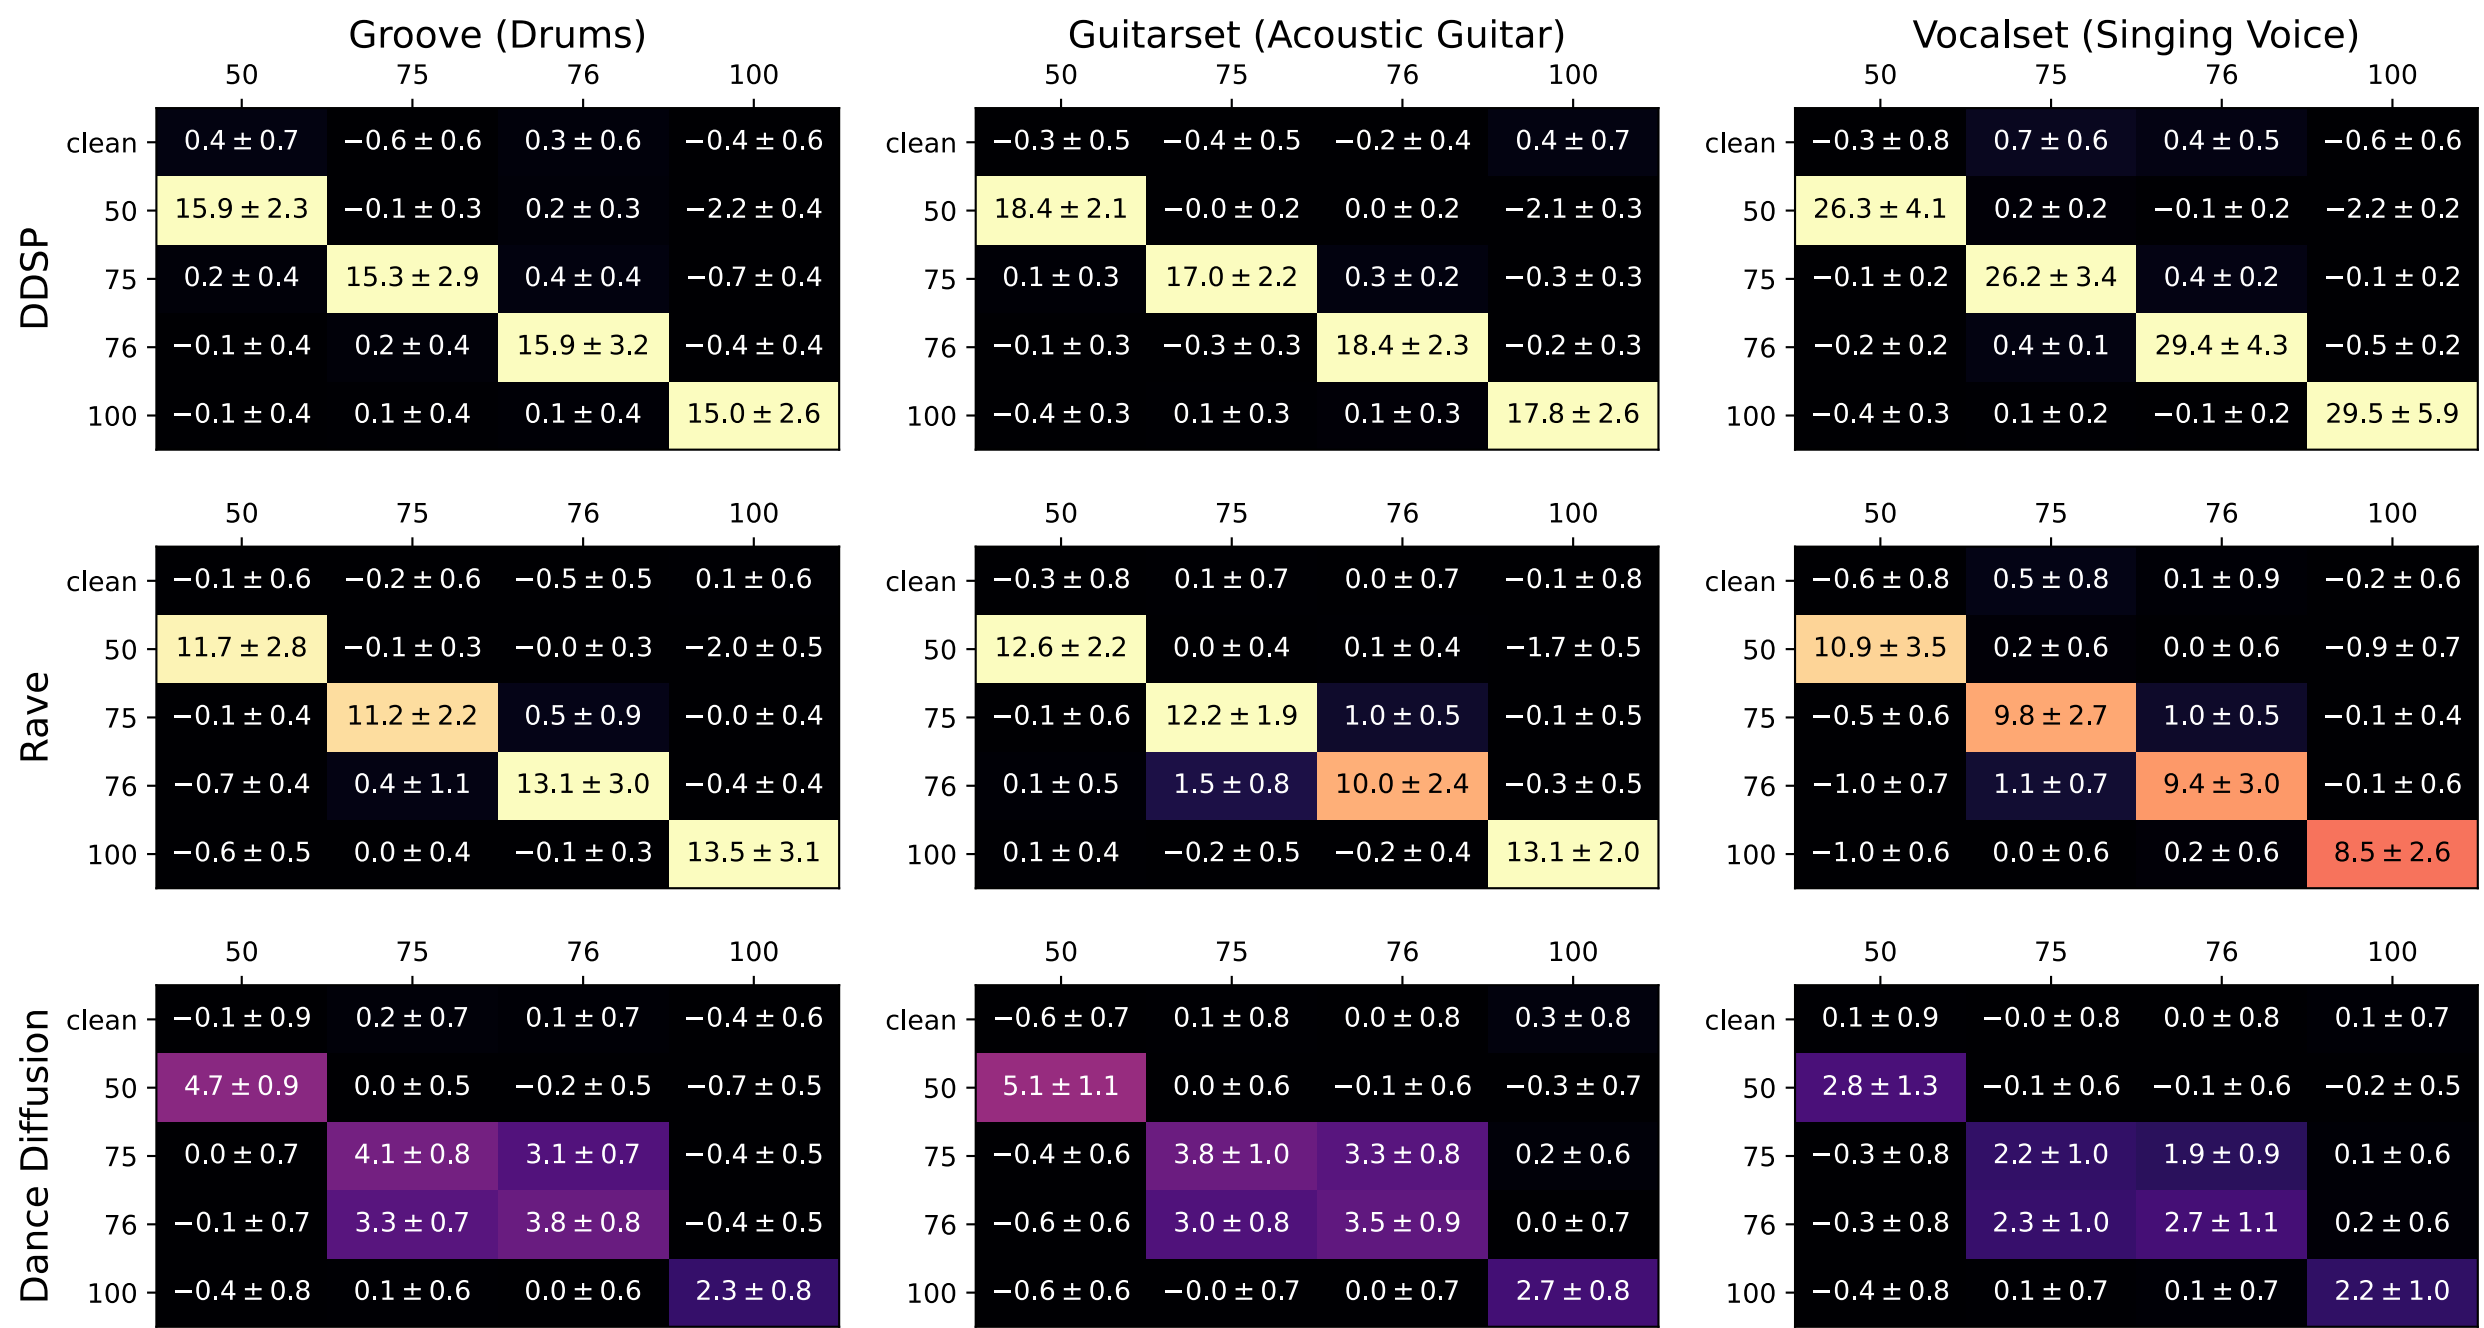 Groove (Drums) Guitarset (Acoustic Guitar) Vocalset (Singing Voice)
50 75 76 100 50 75 76 100 50 75 76 100
DDSP
clean 0.4 ± 0.7 −0.6 ± 0.6 0.3 ± 0.6 −0.4 ± 0.6 clean −0.3 ± 0.5 −0.4 ± 0.5 −0.2 ± 0.4 0.4 ± 0.7 clean −0.3 ± 0.8 0.7 ± 0.6 0.4 ± 0.5 −0.6 ± 0.6
50 15.9 ± 2.3 −0.1 ± 0.3 0.2 ± 0.3 −2.2 ± 0.4 50 18.4 ± 2.1 −0.0 ± 0.2 0.0 ± 0.2 −2.1 ± 0.3 50 26.3 ± 4.1 0.2 ± 0.2 −0.1 ± 0.2 −2.2 ± 0.2
75 0.2 ± 0.4 15.3 ± 2.9 0.4 ± 0.4 −0.7 ± 0.4 75 0.1 ± 0.3 17.0 ± 2.2 0.3 ± 0.2 −0.3 ± 0.3 75 −0.1 ± 0.2 26.2 ± 3.4 0.4 ± 0.2 −0.1 ± 0.2
76 −0.1 ± 0.4 0.2 ± 0.4 15.9 ± 3.2 −0.4 ± 0.4 76 −0.1 ± 0.3 −0.3 ± 0.3 18.4 ± 2.3 −0.2 ± 0.3 76 −0.2 ± 0.2 0.4 ± 0.1 29.4 ± 4.3 −0.5 ± 0.2
100 −0.1 ± 0.4 0.1 ± 0.4 0.1 ± 0.4 15.0 ± 2.6 100 −0.4 ± 0.3 0.1 ± 0.3 0.1 ± 0.3 17.8 ± 2.6 100 −0.4 ± 0.3 0.1 ± 0.2 −0.1 ± 0.2 29.5 ± 5.9
50 75 76 100 50 75 76 100 50 75 76 100
Rave
clean −0.1 ± 0.6 −0.2 ± 0.6 −0.5 ± 0.5 0.1 ± 0.6 clean −0.3 ± 0.8 0.1 ± 0.7 0.0 ± 0.7 −0.1 ± 0.8 clean −0.6 ± 0.8 0.5 ± 0.8 0.1 ± 0.9 −0.2 ± 0.6
50 11.7 ± 2.8 −0.1 ± 0.3 −0.0 ± 0.3 −2.0 ± 0.5 50 12.6 ± 2.2 0.0 ± 0.4 0.1 ± 0.4 −1.7 ± 0.5 50 10.9 ± 3.5 0.2 ± 0.6 0.0 ± 0.6 −0.9 ± 0.7
75 −0.1 ± 0.4 11.2 ± 2.2 0.5 ± 0.9 −0.0 ± 0.4 75 −0.1 ± 0.6 12.2 ± 1.9 1.0 ± 0.5 −0.1 ± 0.5 75 −0.5 ± 0.6 9.8 ± 2.7 1.0 ± 0.5 −0.1 ± 0.4
76 −0.7 ± 0.4 0.4 ± 1.1 13.1 ± 3.0 −0.4 ± 0.4 76 0.1 ± 0.5 1.5 ± 0.8 10.0 ± 2.4 −0.3 ± 0.5 76 −1.0 ± 0.7 1.1 ± 0.7 9.4 ± 3.0 −0.1 ± 0.6
100 −0.6 ± 0.5 0.0 ± 0.4 −0.1 ± 0.3 13.5 ± 3.1 100 0.1 ± 0.4 −0.2 ± 0.5 −0.2 ± 0.4 13.1 ± 2.0 100 −1.0 ± 0.6 0.0 ± 0.6 0.2 ± 0.6 8.5 ± 2.6
50 75 76 100 50 75 76 100 50 75 76 100
Dance Diffusion
clean −0.1 ± 0.9 0.2 ± 0.7 0.1 ± 0.7 −0.4 ± 0.6 clean −0.6 ± 0.7 0.1 ± 0.8 0.0 ± 0.8 0.3 ± 0.8 clean 0.1 ± 0.9 −0.0 ± 0.8 0.0 ± 0.8 0.1 ± 0.7
50 4.7 ± 0.9 0.0 ± 0.5 −0.2 ± 0.5 −0.7 ± 0.5 50 5.1 ± 1.1 0.0 ± 0.6 −0.1 ± 0.6 −0.3 ± 0.7 50 2.8 ± 1.3 −0.1 ± 0.6 −0.1 ± 0.6 −0.2 ± 0.5
75 0.0 ± 0.7 4.1 ± 0.8 3.1 ± 0.7 −0.4 ± 0.5 75 −0.4 ± 0.6 3.8 ± 1.0 3.3 ± 0.8 0.2 ± 0.6 75 −0.3 ± 0.8 2.2 ± 1.0 1.9 ± 0.9 0.1 ± 0.6
76 −0.1 ± 0.7 3.3 ± 0.7 3.8 ± 0.8 −0.4 ± 0.5 76 −0.6 ± 0.6 3.0 ± 0.8 3.5 ± 0.9 0.0 ± 0.7 76 −0.3 ± 0.8 2.3 ± 1.0 2.7 ± 1.1 0.2 ± 0.6
100 −0.4 ± 0.8 0.1 ± 0.6 0.0 ± 0.6 2.3 ± 0.8 100 −0.6 ± 0.6 −0.0 ± 0.7 0.0 ± 0.7 2.7 ± 0.8 100 −0.4 ± 0.8 0.1 ± 0.7 0.1 ± 0.7 2.2 ± 1.0